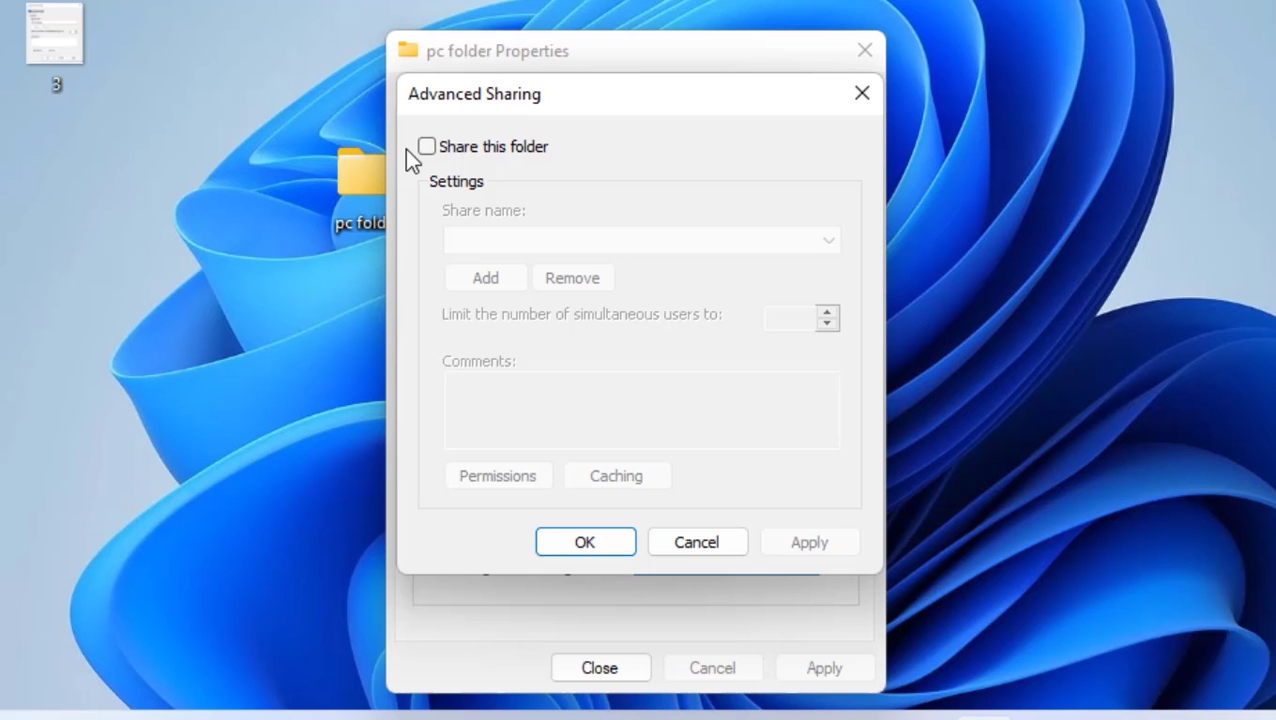 3
pc folder Properties
Advanced Sharing
Share this folder
pc fold
Settings
Share name:
Add
Remove
Limit the number of simultaneous users to:
Comments:
Permissions
Caching
OK
Cancel
Apply
Close
Cancel
Apply